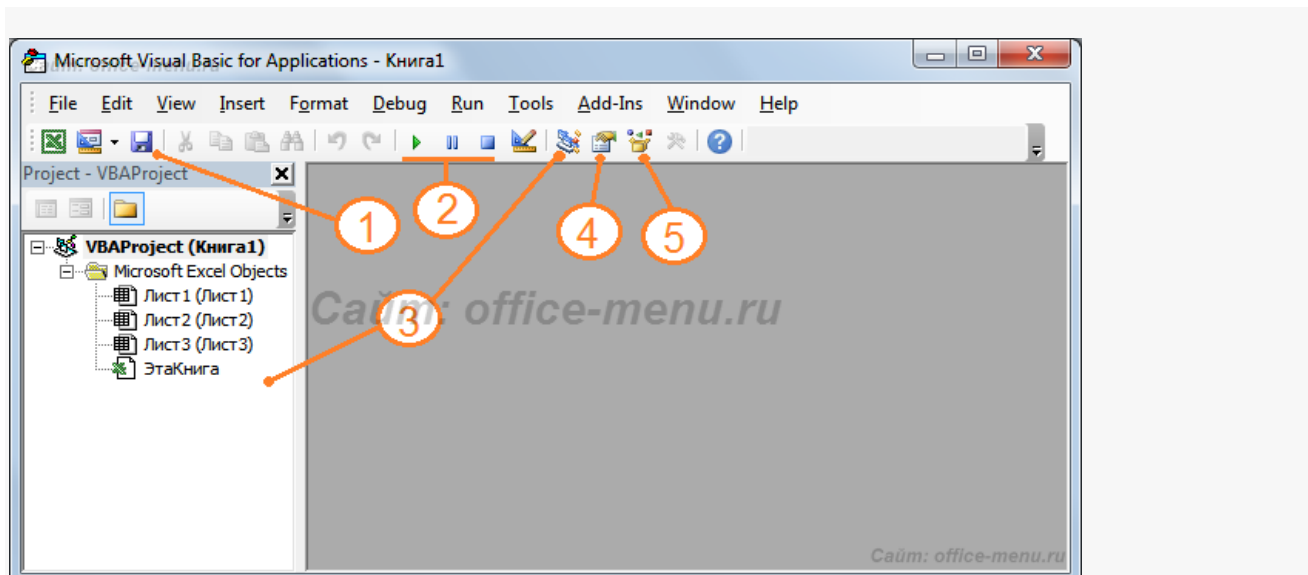 Microsoft Visual Basic for Applications - Книга1
File Edit View Insert Format Debug Run Tools Add-Ins Window Help
Project - VBAProject
1
2
4
5
VBAProject (Книга1)
Microsoft Excel Objects
Лист1 (Лист1)
Лист2 (Лист2)
Лист3 (Лист3)
ЭтаКнига
Сайт: office-menu.ru
3
Сайт: office-menu.ru